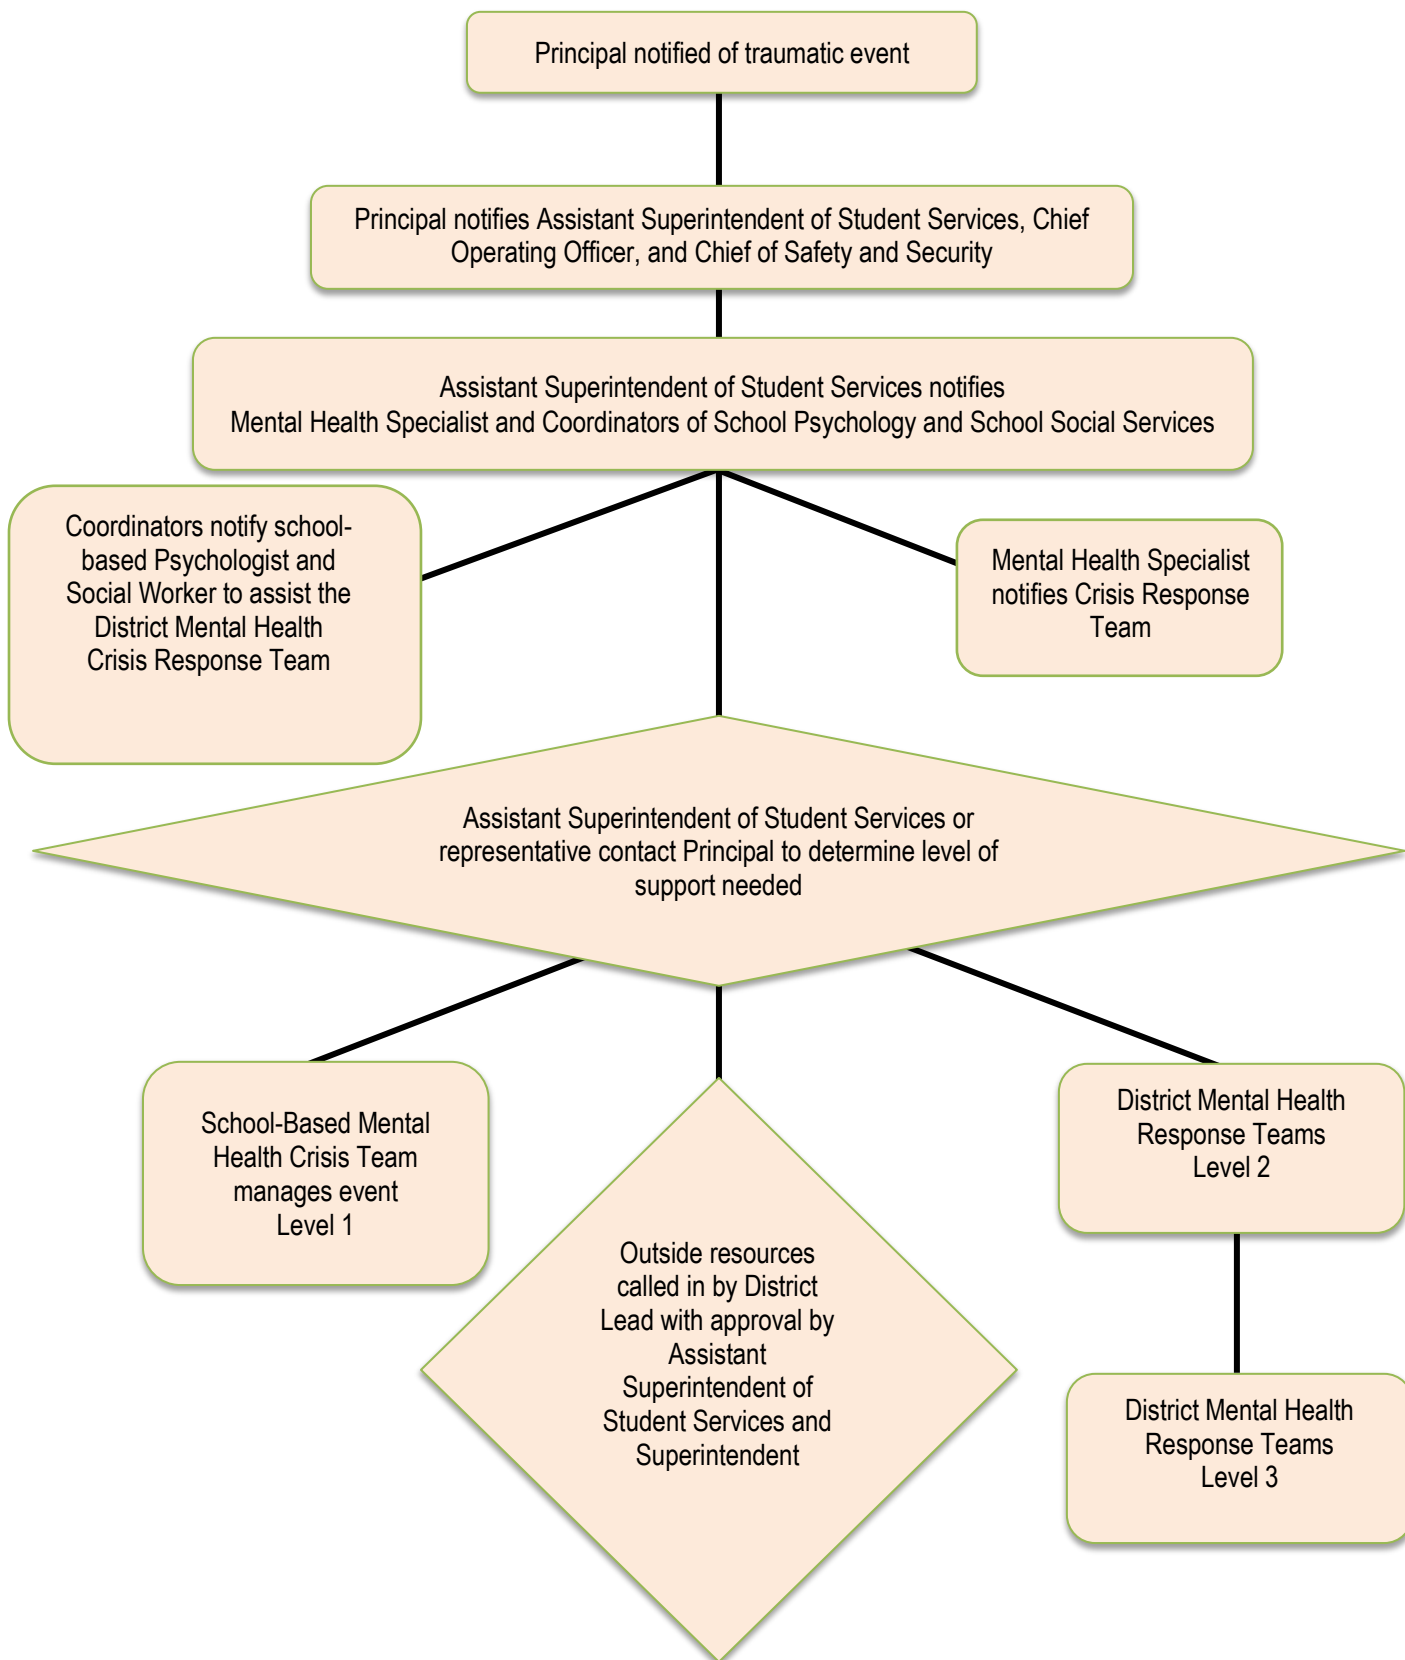 Principal notified of traumatic event
Principal notifies Assistant Superintendent of Student Services, Chief
Operating Officer, and Chief of Safety and Security
Assistant Superintendent of Student Services notifies
Mental Health Specialist and Coordinators of School Psychology and School Social Services
Coordinators notify school-
based Psychologist and
Social Worker to assist the
District Mental Health
Crisis Response Team
Mental Health Specialist
notifies Crisis Response
Team
Assistant Superintendent of Student Services or
representative contact Principal to determine level of
support needed
School-Based Mental
Health Crisis Team
manages event
Level 1
Outside resources
called in by District
Lead with approval by
Assistant
Superintendent of
Student Services and
Superintendent
District Mental Health
Response Teams
Level 2
District Mental Health
Response Teams
Level 3